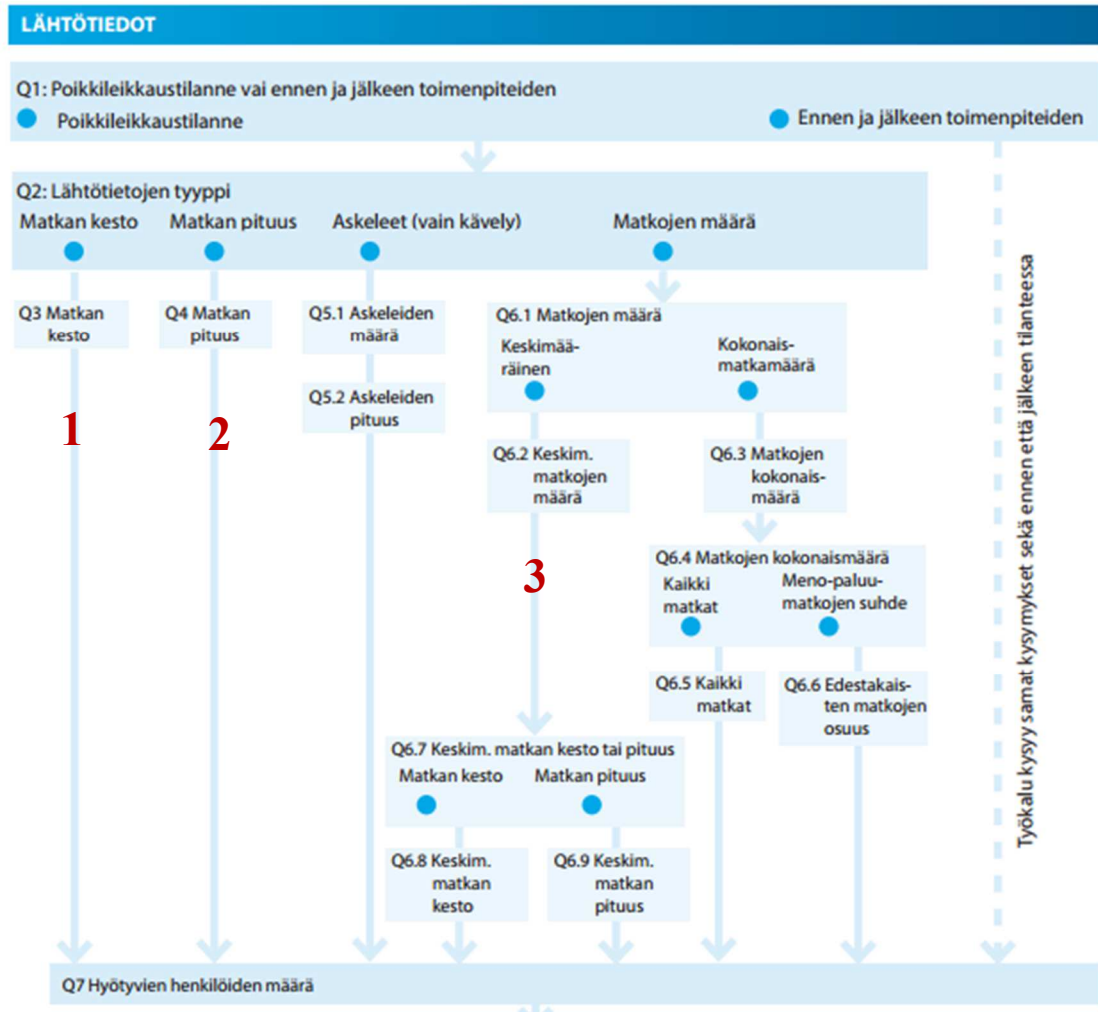 LÄHTÖTIEDOT
Q1: Poikkileikkaustilanne vai ennen ja jälkeen toimenpiteiden
Poikkileikkaustilanne
Ennen ja jälkeen toimenpiteiden
Q2: Lähtötietojen tyyppi
Matkan kesto
Matkan pituus
Askeleet (vain kävely)
Matkojen määrä
Q3 Matkan
kesto
Q4 Matkan
pituus
Q5.1 Askeleiden
määrä
Q5.2 Askeleiden
pituus
1
2
Q6.1 Matkojen määrä
Keskimää-
räinen
Kokonais-
matkamäärä
Q6.2 Keskim.
matkojen
määrä
Q6.3 Matkojen
kokonais-
määrä
3
Q6.4 Matkojen kokonaismäärä
Kaikki
matkat
Meno-paluu-
matkojen suhde
Q6.5 Kaikki
matkat
Q6.6 Edestakais-
ten matkojen
osuus
Q6.7 Keskim. matkan kesto tai pituus
Matkan kesto
Matkan pituus
Q6.8 Keskim.
matkan
kesto
Q6.9 Keskim.
matkan
pituus
Työkalu kysyy samat kysymykset sekä ennen että jälkeen tilanteessa
Q7 Hyötyvien henkilöiden määrä